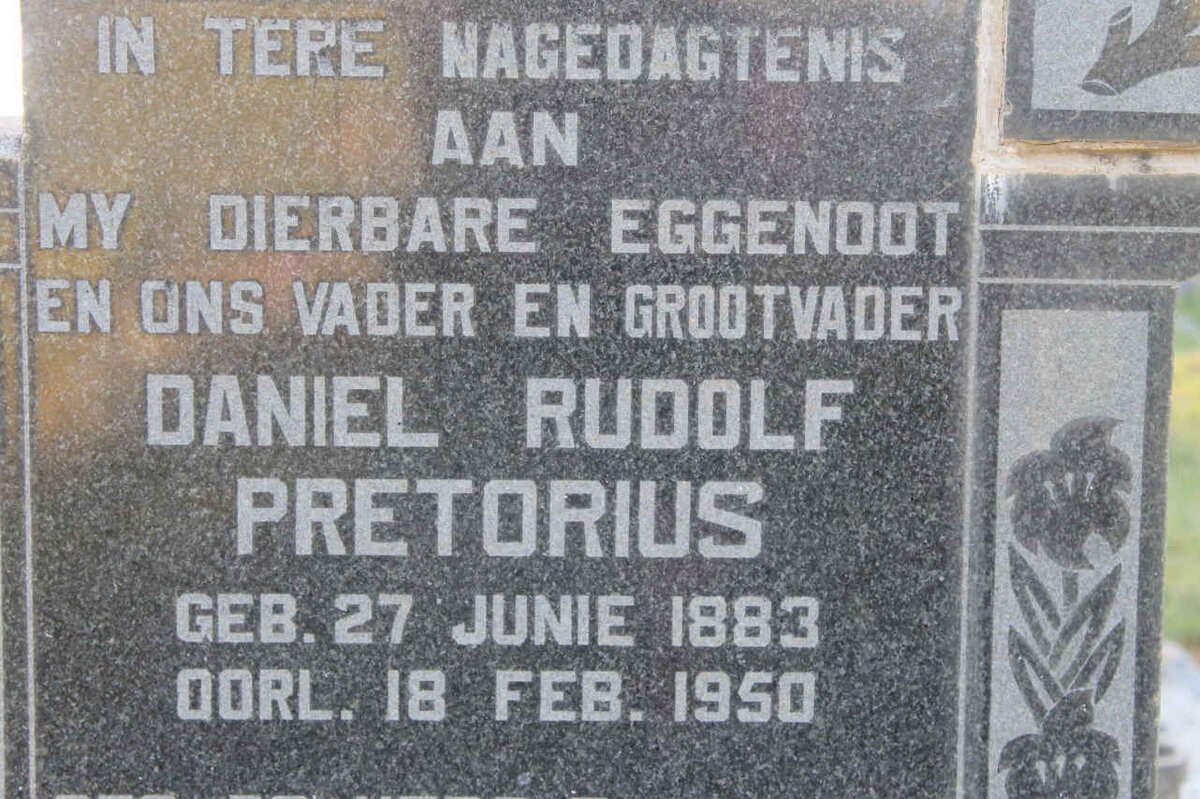 IN TERE NAGEDAGTENIS
AAN
MY DIERBARE EGGENOOT
EN ONS VADER EN GROOTVADER
DANIEL RUDOLF
PRETORIUS
GEB. 27 JUNIE 1883
OORL. 18 FEB. 1950